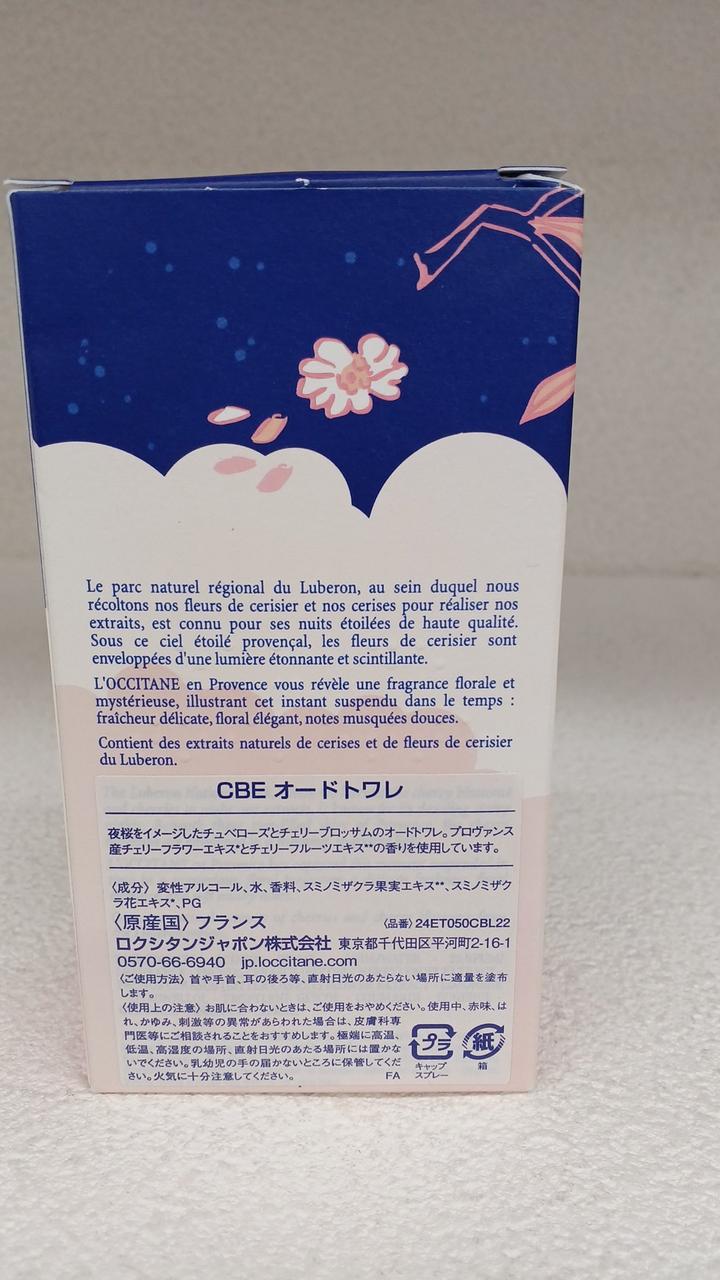 Le parc naturel régional du Luberon, au sein duquel nous
récoltons nos fleurs de cerisier et nos cerises pour réaliser nos
extraits, est connu pour ses nuits étoilées de haute qualité.
Sous ce ciel étoilé provençal, les fleurs de cerisier sont
enveloppées d'une lumière étonnante et scintillante.
L'OCCITANE en Provence vous révèle une fragrance florale et
mystérieuse, illustrant cet instant suspendu dans le temps :
fraîcheur délicate, floral élégant, notes musquées douces.
Contient des extraits naturels de cerises et de fleurs de cerisier
du Luberon.
CBE オードトワレ
夜桜をイメージしたチュベローズとチェリーブロッサムのオードトワレ。プロヴァンス
産チェリーフラワーエキス*とチェリーフルーツエキス**の香りを使用しています。
〈成分〉変性アルコール、水、香料、スミノミザクラ果実エキス**、スミノミザク
ラ花エキス*、PG
〈原産国〉フランス 〈品番〉24ET050CBL22
ロクシタンジャポン株式会社 東京都千代田区平河町2-16-1
0570-66-6940 jp.loccitane.com
〈ご使用方法〉首や手首、耳の後ろ等、直射日光のあたらない場所に適量を塗布
します。
〈使用上の注意〉お肌に合わないときは、ご使用をおやめください。使用中、赤味、は
れ、かゆみ、刺激等の異常があらわれた場合は、皮膚科専
門医等にご相談されることをおすすめします。極端に高温、
低温、高湿度の場所、直射日光のあたる場所には置かな
いでください。乳幼児の手の届かないところに保管してくだ
さい。火気に十分注意してください。 FA
プラ 紙
キャップ 箱
スプレー